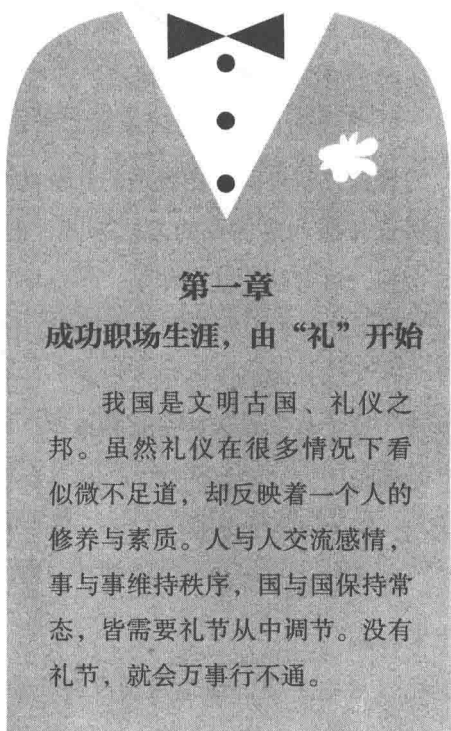 第一章
成功职场生涯，由“礼”开始
我国是文明古国、礼仪之
邦。虽然礼仪在很多情况下看
似微不足道，却反映着一个人的
修养与素质。人与人交流感情，
事与事维持秩序，国与国保持常
态，皆需要礼节从中调节。没有
礼节，就会万事行不通。